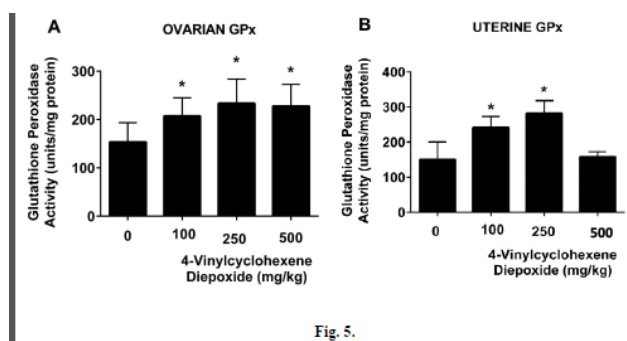 A
OVARIAN GPx
Glutathione Peroxidase
Activity (units/mg protein)
300
200
100
0
*
*
*
0
100
250
500
4-Vinylcyclohexene
Diepoxide (mg/kg)
B
UTERINE GPx
Glutathione Peroxidase
Activity (units/mg protein)
400
300
200
100
0
*
*
0
100
250
500
4-Vinylcyclohexene
Diepoxide (mg/kg)
Fig. 5.